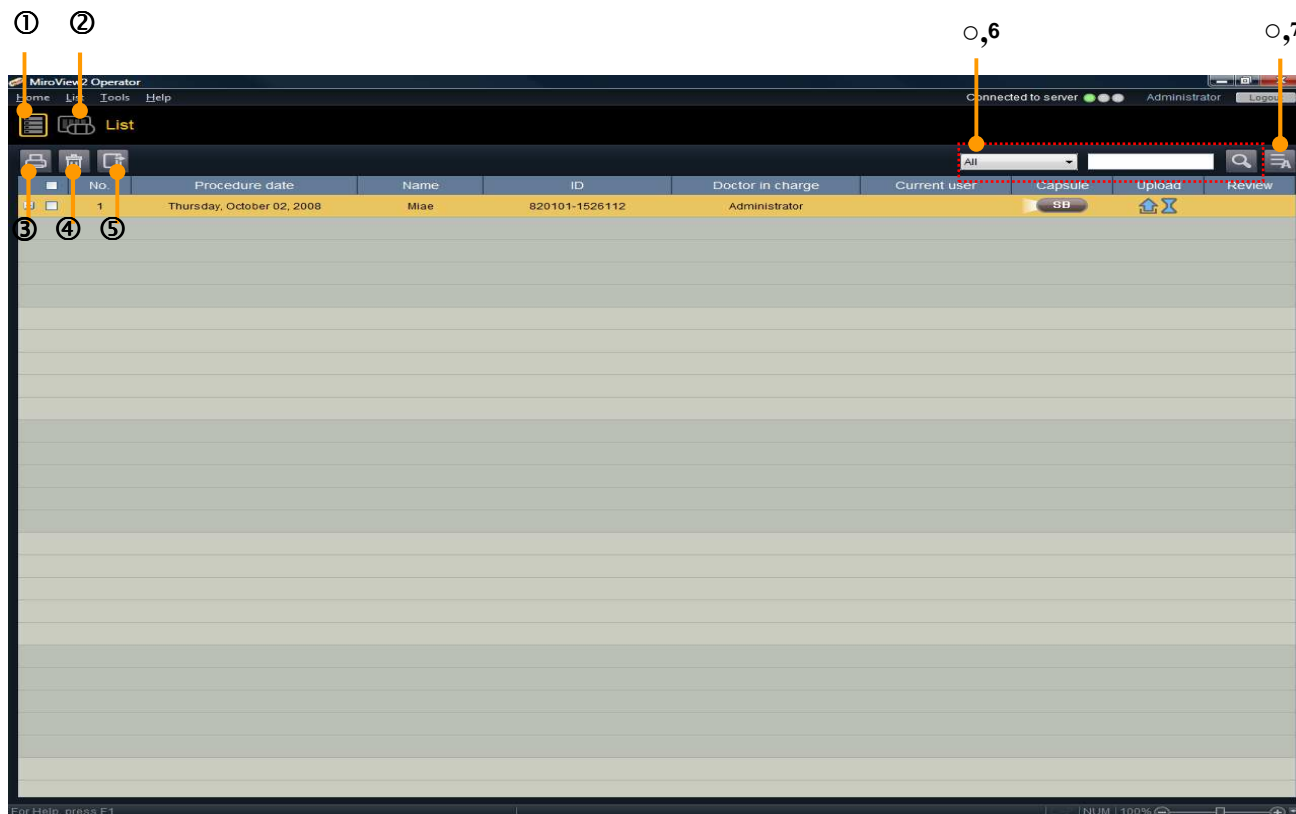 ① ②
○,6 ○,7
MiroView2 Operator
Home List Tools Help Connected to server Administrator Logout
List
All
No. Procedure date Name ID Doctor in charge Current user Capsule Upload Review
1 Thursday, October 02, 2008 Miae 820101-1526112 Administrator SB
③ ④ ⑤
For Help, press F1 NUM 100%